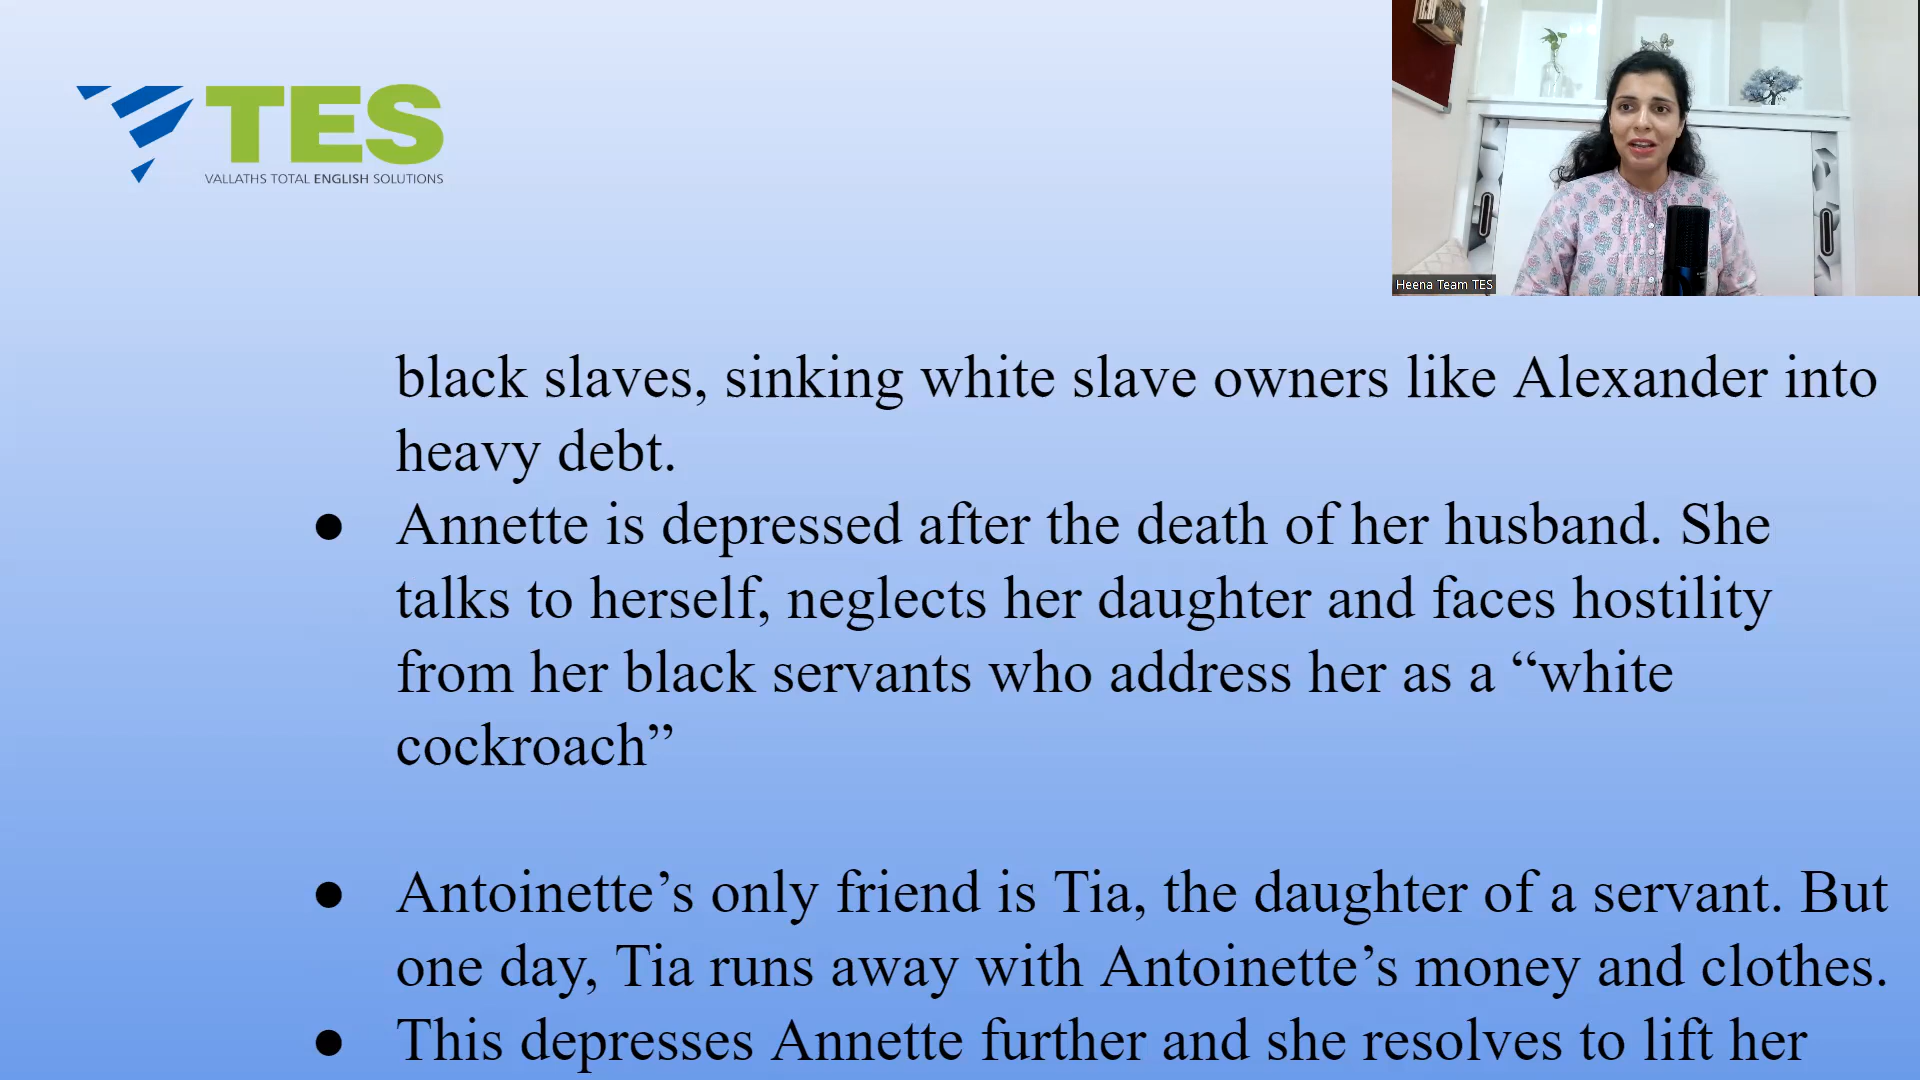 TES
VALLATHS TOTAL ENGLISH SOLUTIONS
Heena Team TES
black slaves, sinking white slave owners like Alexander into
heavy debt.
● Annette is depressed after the death of her husband. She
talks to herself, neglects her daughter and faces hostility
from her black servants who address her as a “white
cockroach”
● Antoinette’s only friend is Tia, the daughter of a servant. But
one day, Tia runs away with Antoinette’s money and clothes.
● This depresses Annette further and she resolves to lift her